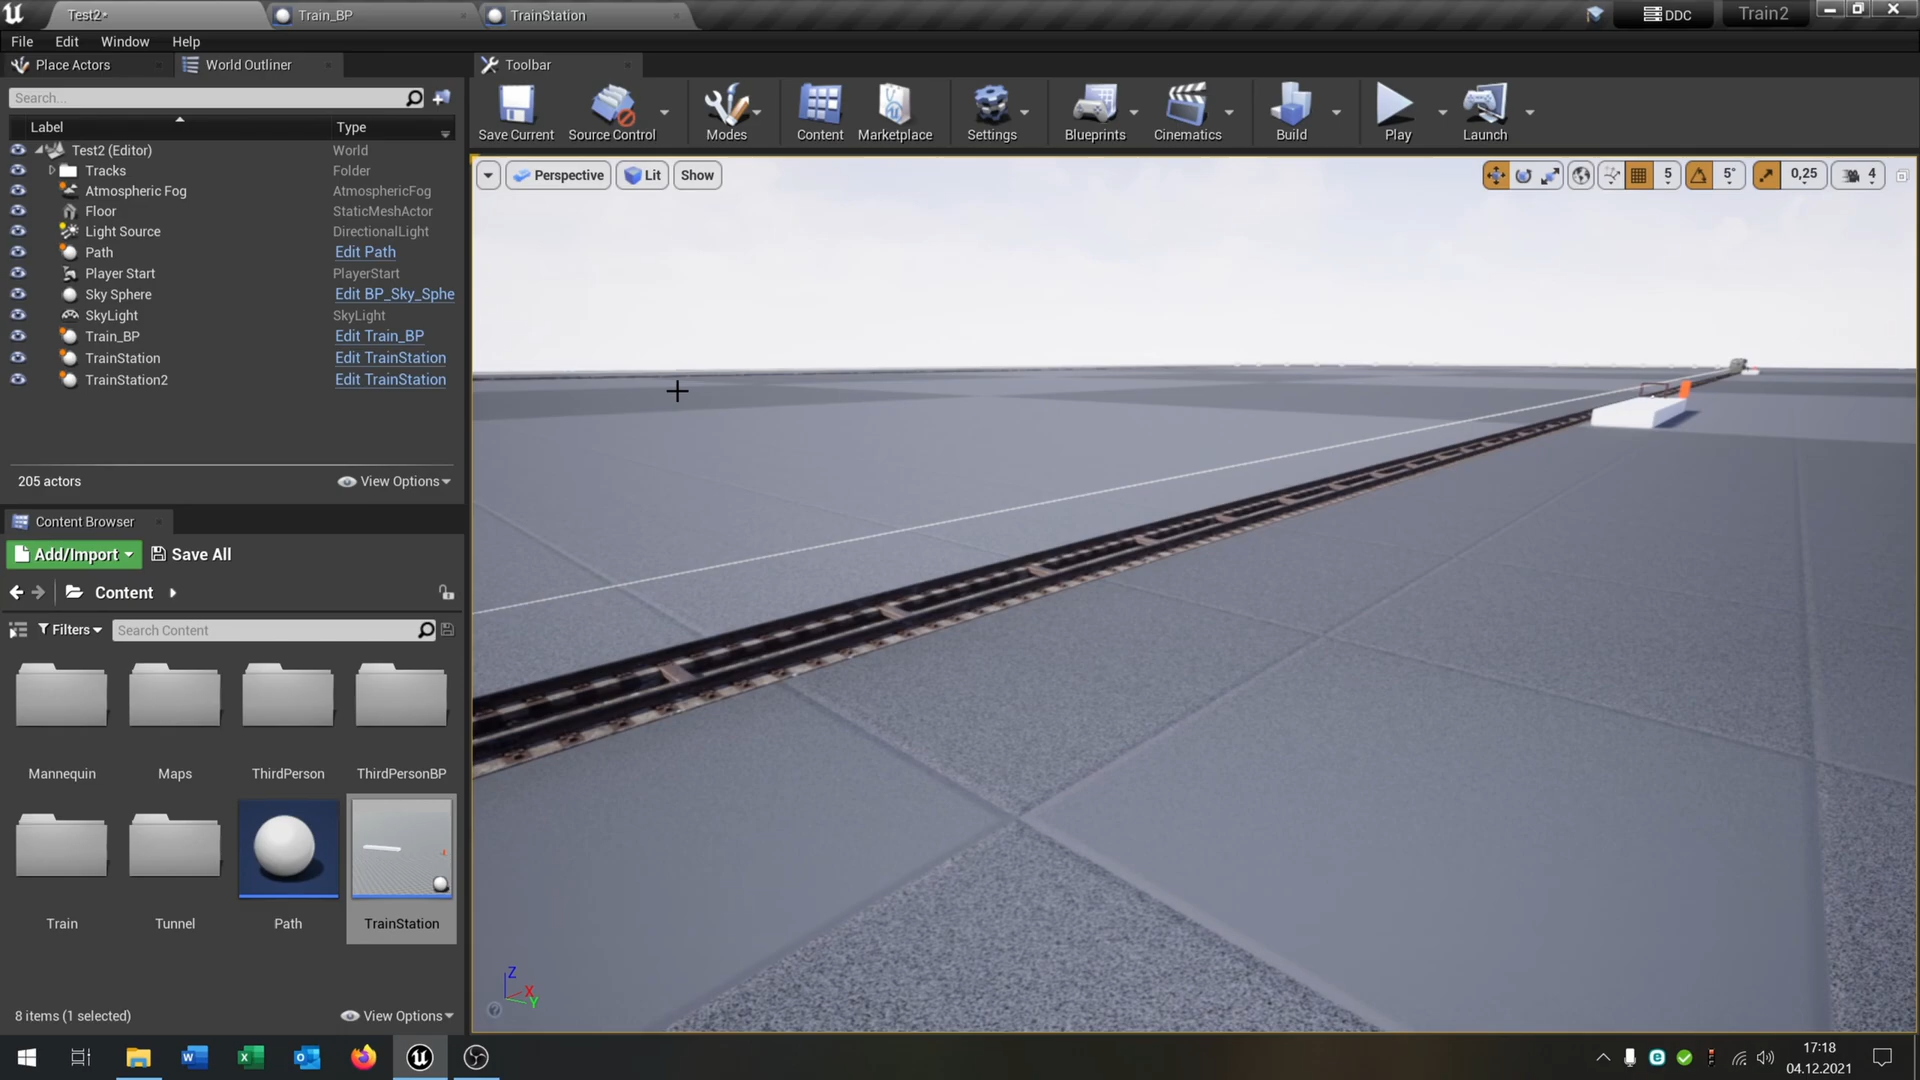 Test2•
Train_BP
TrainStation
DDC
Train2
File Edit Window Help
Place Actors
World Outliner
Toolbar
Search...
Save Current
Source Control
Modes
Content
Marketplace
Settings
Blueprints
Cinematics
Build
Play
Launch
Label Type
Test2 (Editor) World
Tracks Folder
Atmospheric Fog AtmosphericFog
Floor StaticMeshActor
Light Source DirectionalLight
Path Edit Path
Player Start PlayerStart
Sky Sphere Edit BP_Sky_Sphe
SkyLight SkyLight
Train_BP Edit Train_BP
TrainStation Edit TrainStation
TrainStation2 Edit TrainStation
205 actors View Options
Perspective Lit Show
5 5° 0,25 4
Content Browser
Add/Import Save All
Content
Filters Search Content
Mannequin Maps ThirdPerson ThirdPersonBP
Train Tunnel Path TrainStation
8 items (1 selected) View Options
Z
X
Y
17:18
04.12.2021